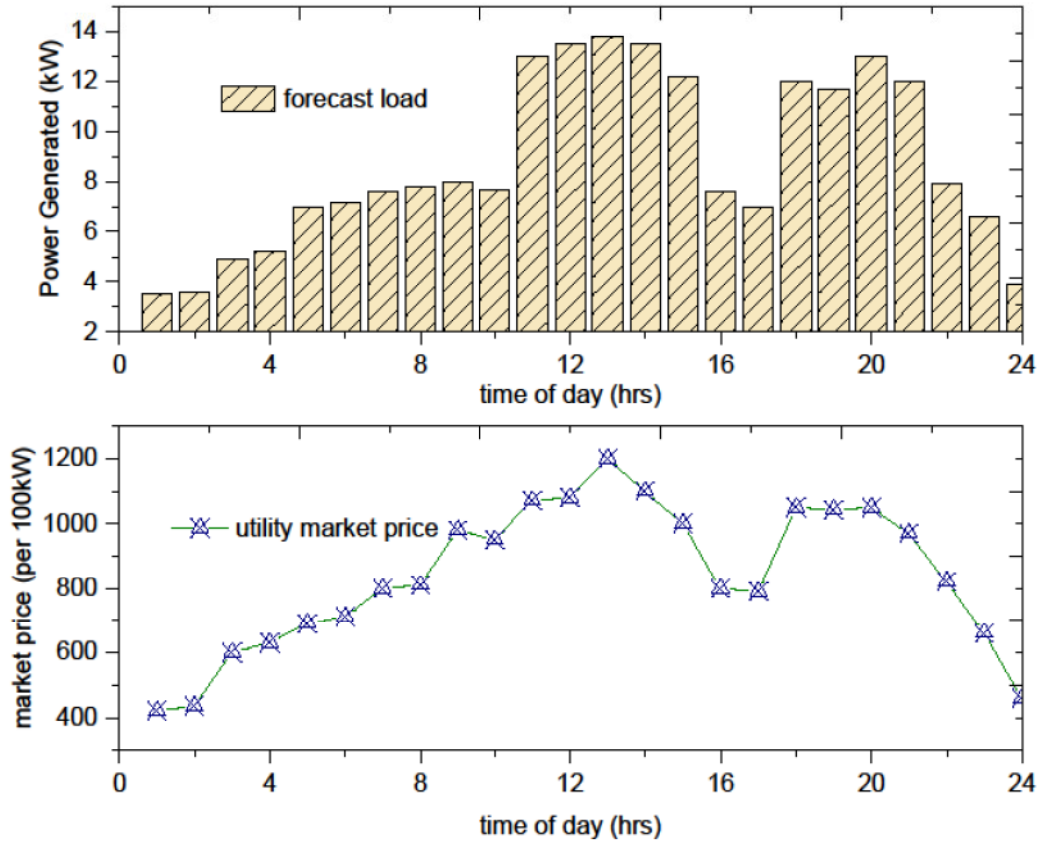 14
12
10
8
6
4
2
Power Generated (kW)
forecast load
0 4 8 12 16 20 24
time of day (hrs)
1200
1000
800
600
400
market price (per 100kW)
utility market price
0 4 8 12 16 20 24
time of day (hrs)